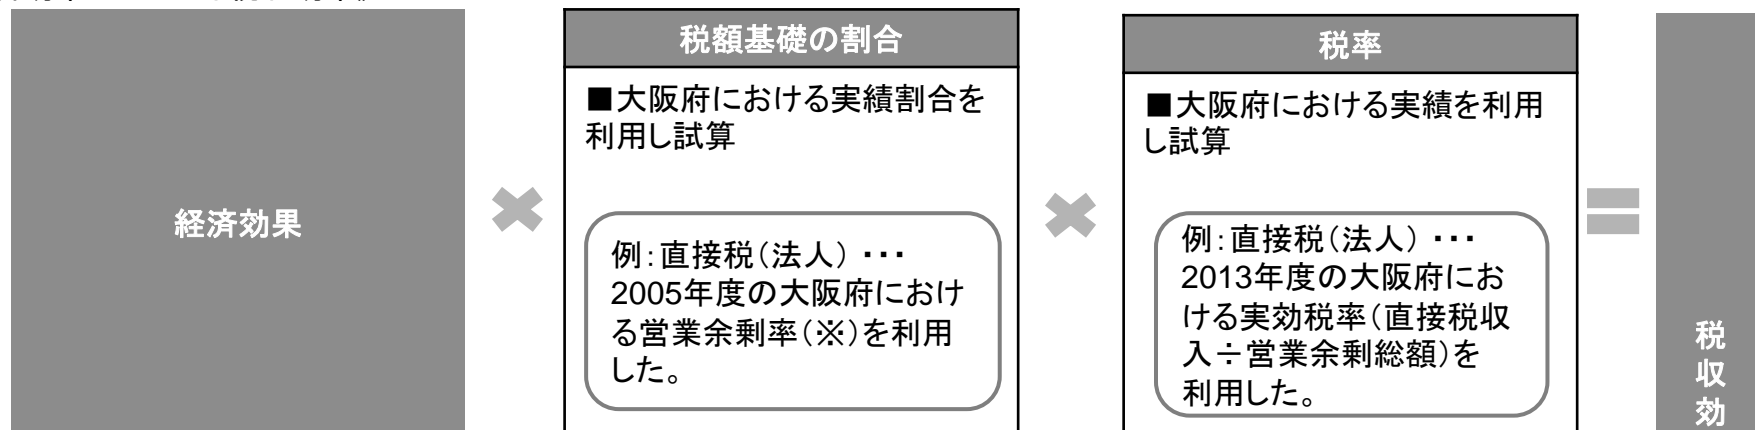 経済効果
税額基礎の割合
■大阪府における実績割合を
利用し試算
例:直接税(法人)・・・
2005年度の大阪府におけ
る営業余剰率(※)を利用
した。
税率
■大阪府における実績を利用
し試算
例:直接税(法人)・・・
2013年度の大阪府にお
ける実効税率(直接税収
入÷営業余剰総額)を
利用した。
税収効